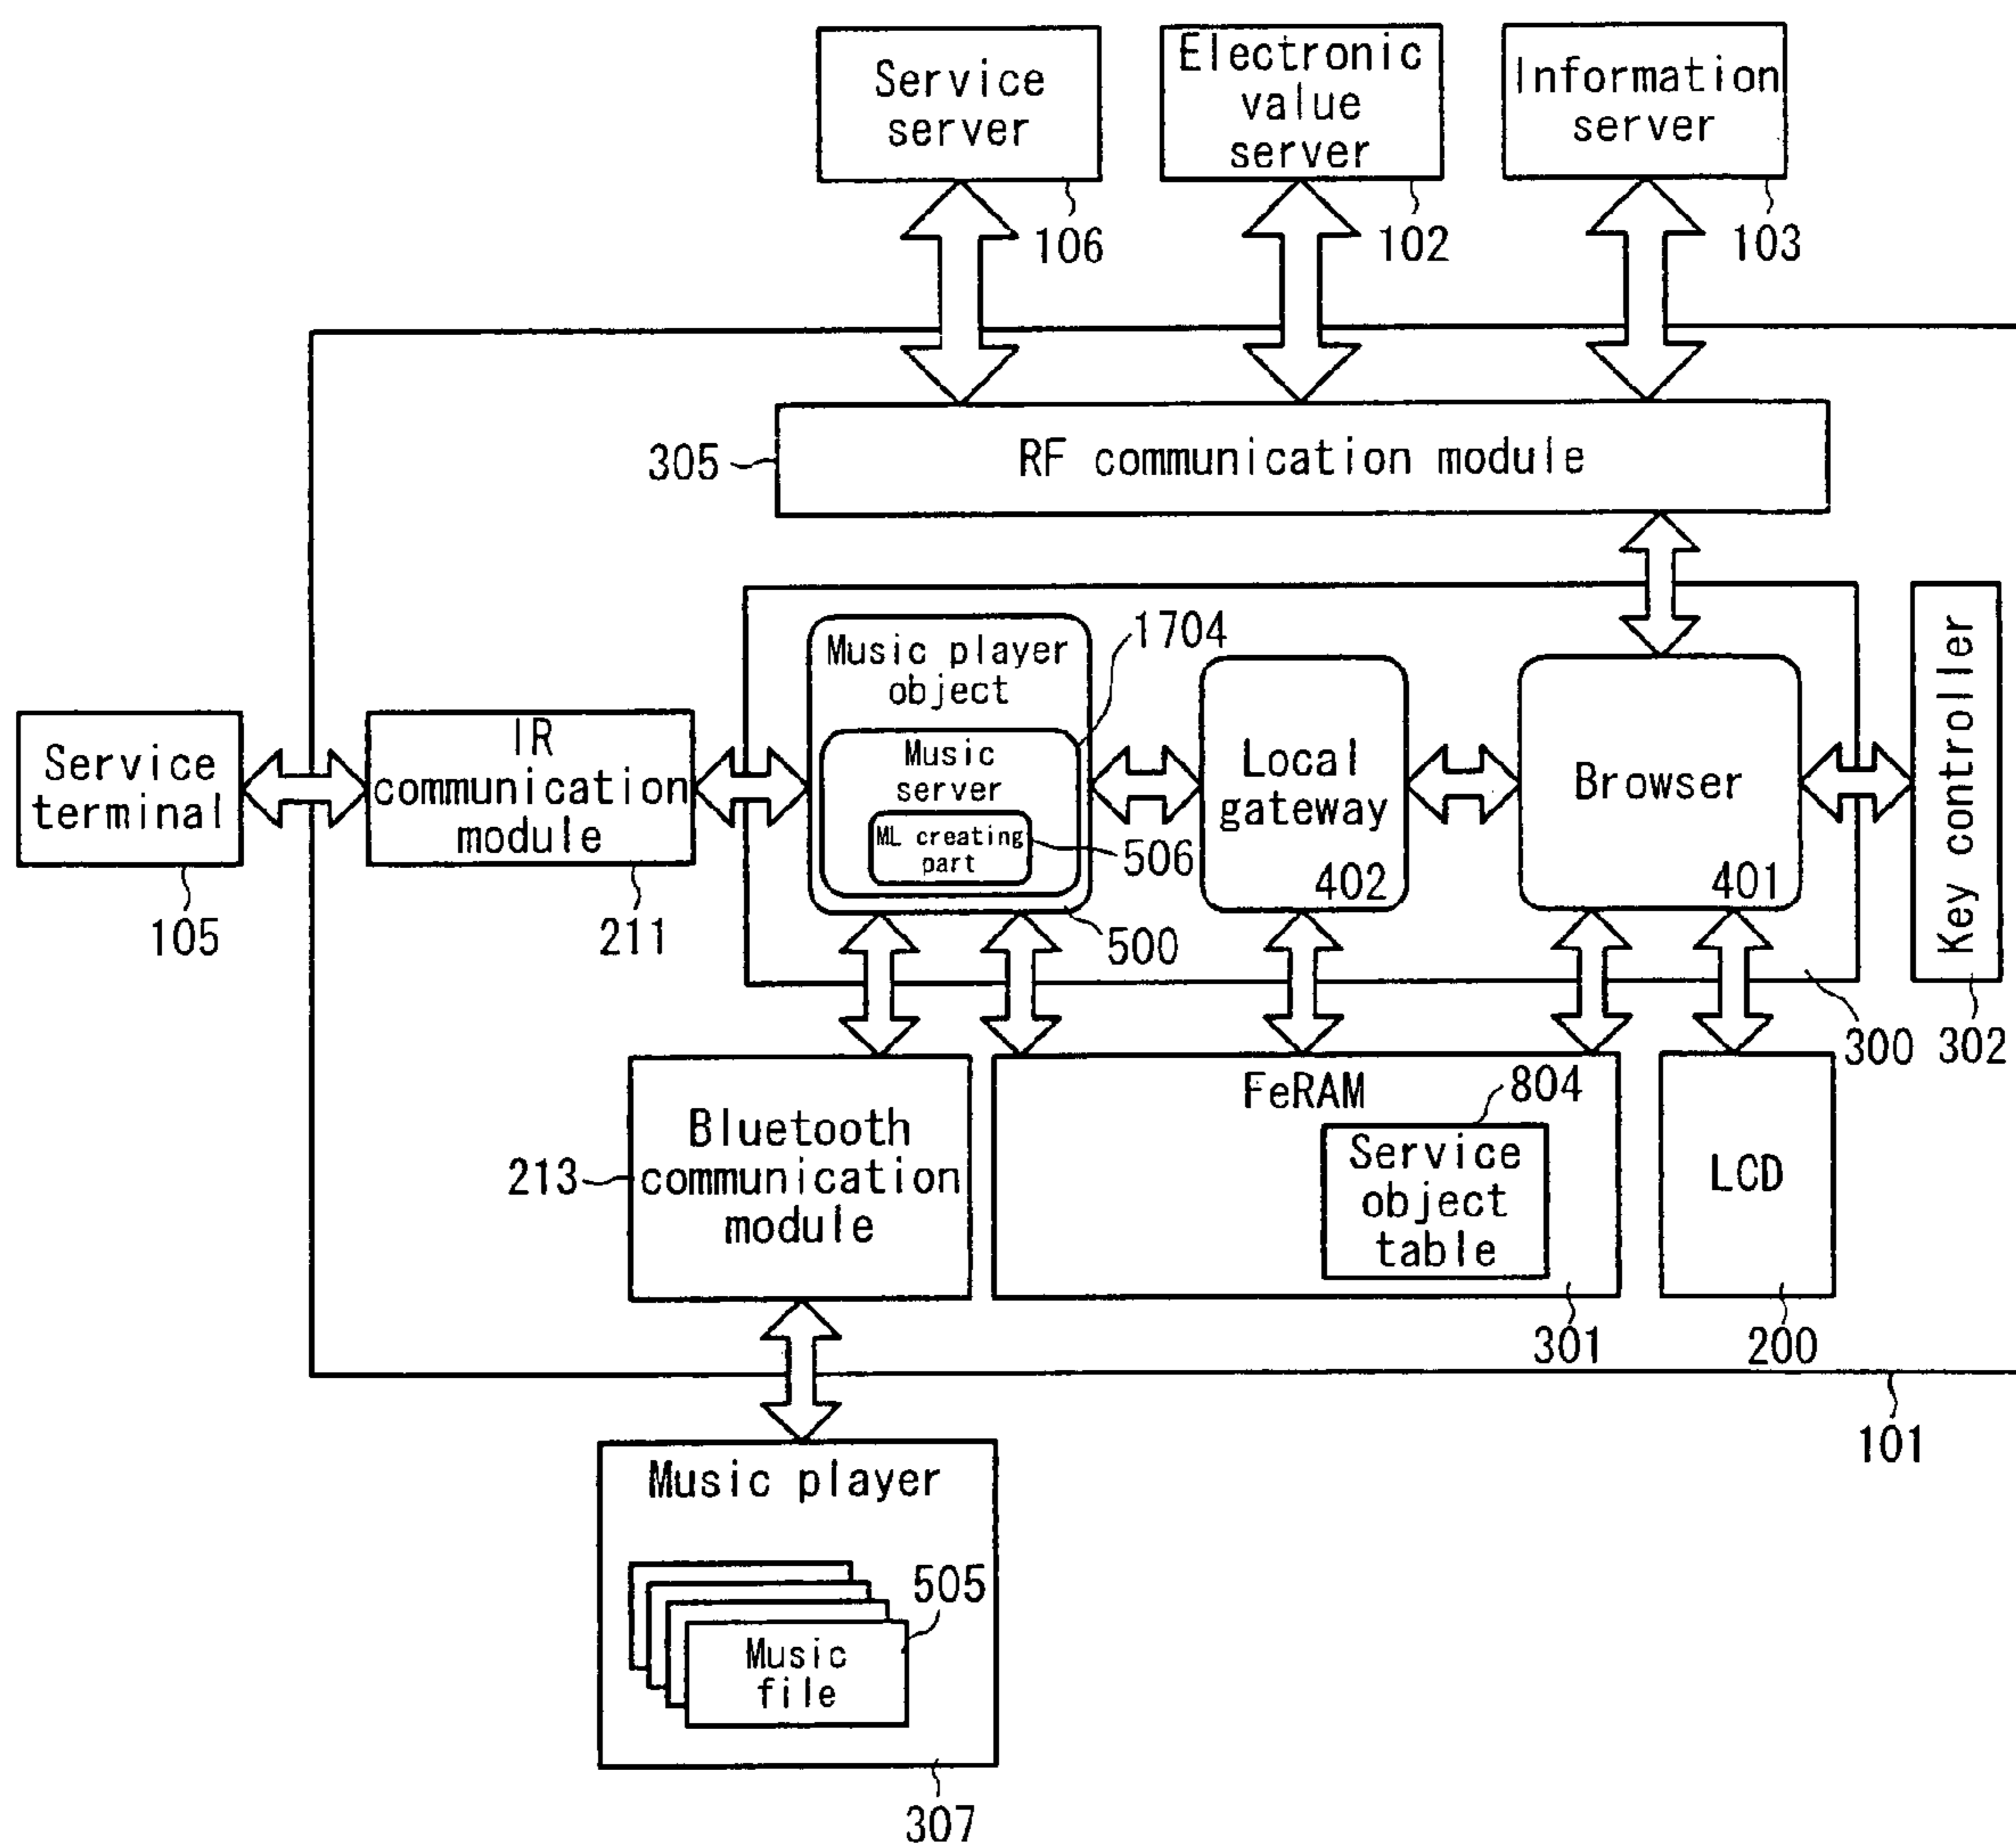 Service
server
106
Electronic
value
server
102
Information
server
103
305
RF communication module
Music player
object
1704
Music
server
ML creating
part
506
500
Local
gateway
402
Browser
401
Key controller
302
300
Service
terminal
105
IR
communication
module
211
Bluetooth
communication
module
213
FeRAM
804
Service
object
table
301
LCD
200
101
Music player
505
Music
file
307